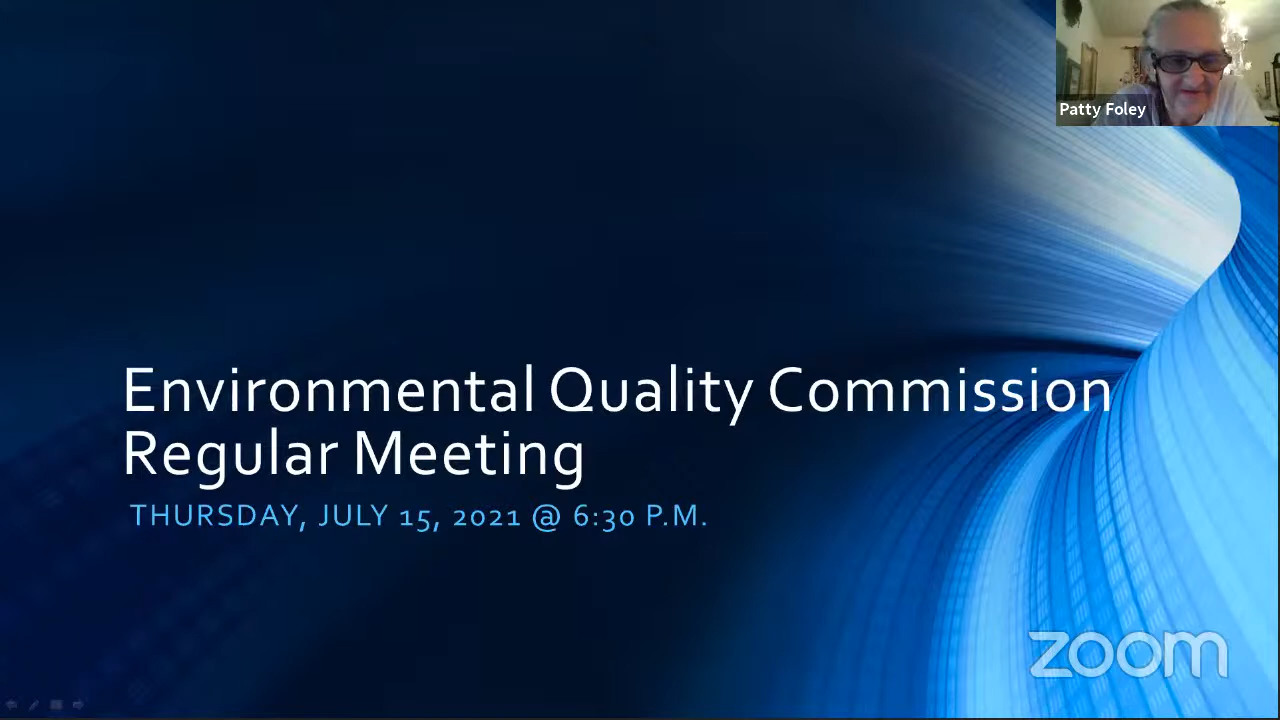 Patty Foley
Environmental Quality Commission
Regular Meeting
THURSDAY, JULY 15, 2021 @ 6:30 P.M.
zoom